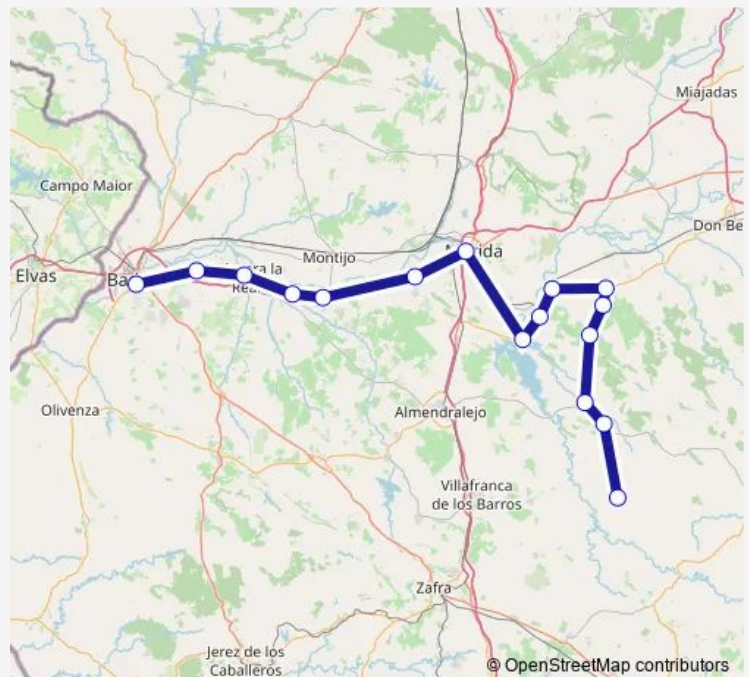 Miajadas
Campo Maior
Don Be
Montijo
Elvas
Olivenza
Almendralejo
Villafranca
de los Barros
Zafra
Jerez de los
Caballeros
© OpenStreetMap contributors